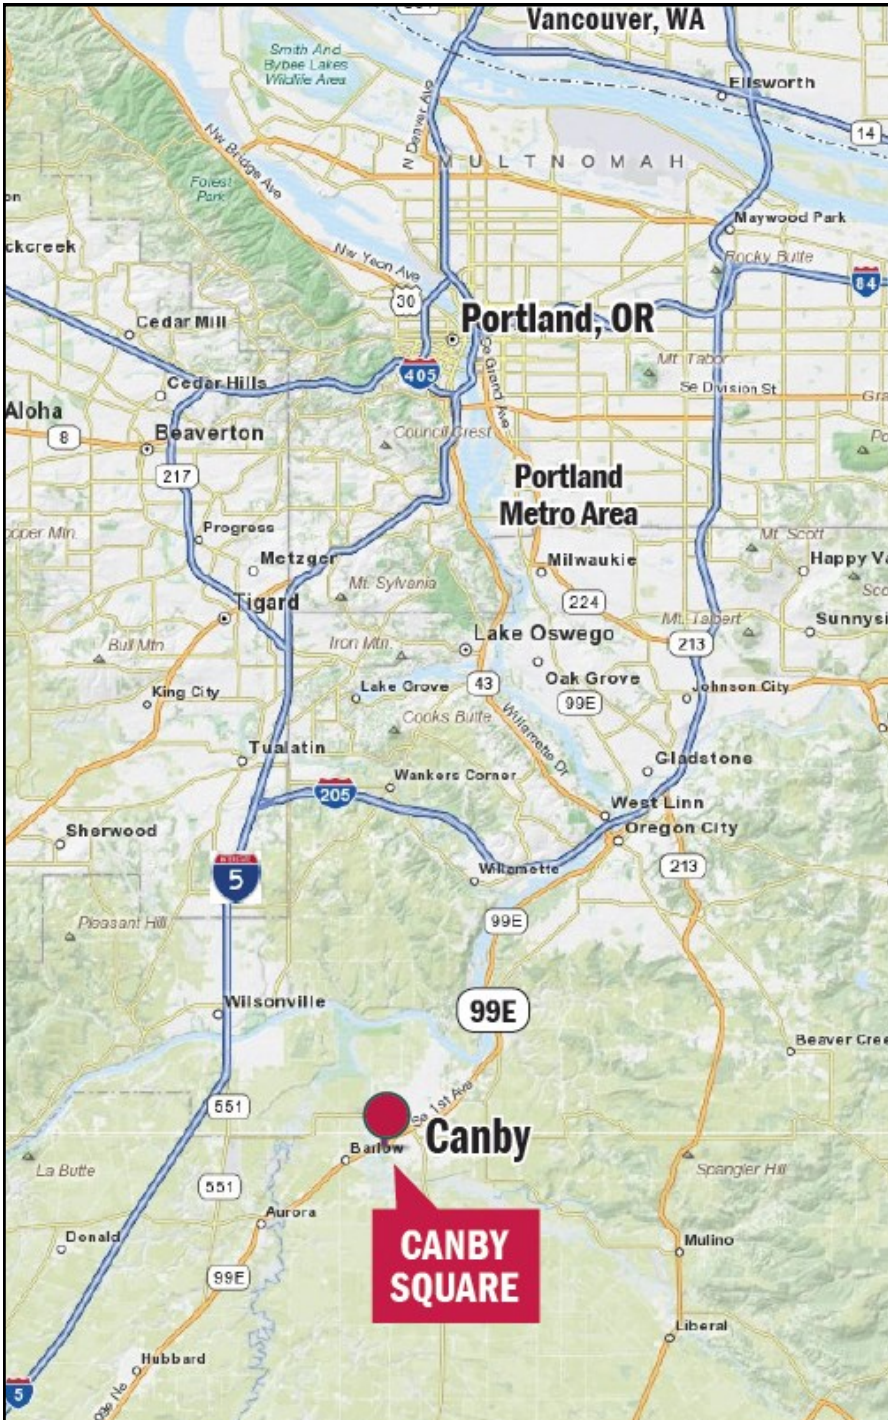 Vancouver, WA
Smith And
Bybee Lakes
Wildlife Area
Ellsworth
N Denver Ave
14
MULTNOMAH
Nw Bridge Ave
Forest
Park
Maywood Park
ckcreek
Nw Yeon Ave
Rocky Butte
84
30
Cedar Mill
Portland, OR
Mt. Tabor
405
Cedar Hills
Se Grand Ave
Se Division St
Gra
Aloha
8
Beaverton
Council Crest
Po
217
Portland
Metro Area
Progress
ooper Mtn.
Mt. Scott
Metzger
Milwaukie
Happy Va
Mt. Sylvania
Tigard
224
Mt. Talbert
Sunnysi
Lake Oswego
213
Bull Mtn.
Iron Mtn.
Oak Grove
43
King City
Lake Grove
99E
Johnson City
Cooks Butte
Willamette Dr
Tualatin
Gladstone
Wankers Corner
205
West Linn
Sherwood
Oregon City
5
Willamette
213
Pleasant Hill
99E
Wilsonville
99E
Beaver Cree
551
Se 1st Ave
Canby
Barlow
La Butte
Spangler Hill
551
Aurora
Donald
CANBY
SQUARE
Mulino
99E
Liberal
Hubbard
5